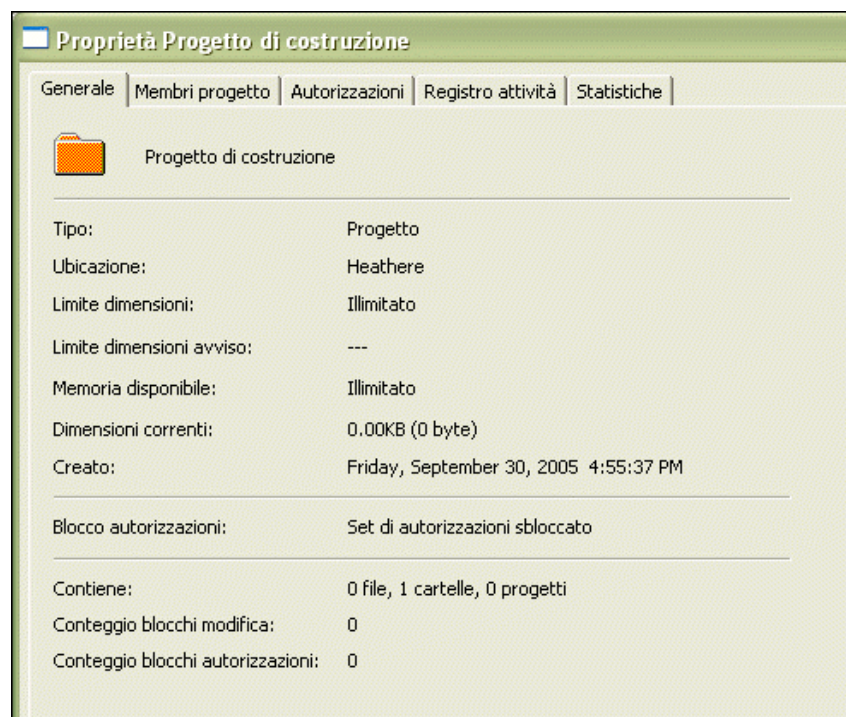 Proprietà Progetto di costruzione
Generale Membri progetto Autorizzazioni Registro attività Statistiche
Progetto di costruzione
Tipo: Progetto
Ubicazione: Heathere
Limite dimensioni: Illimitato
Limite dimensioni avviso: ---
Memoria disponibile: Illimitato
Dimensioni correnti: 0.00KB (0 byte)
Creato: Friday, September 30, 2005 4:55:37 PM
Blocco autorizzazioni: Set di autorizzazioni sbloccato
Contiene: 0 file, 1 cartelle, 0 progetti
Conteggio blocchi modifica: 0
Conteggio blocchi autorizzazioni: 0